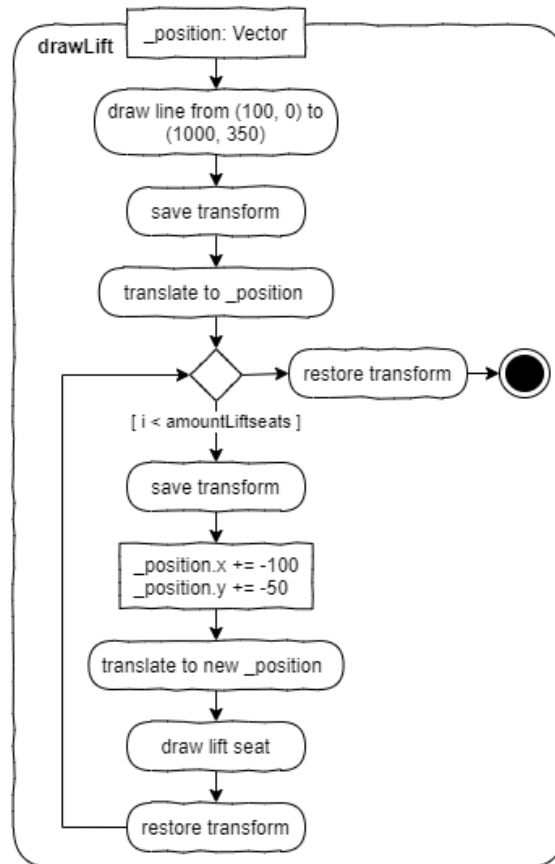 _position: Vector
drawLift
draw line from (100, 0) to
(1000, 350)
save transform
translate to _position
restore transform
[ i < amountLiftseats ]
save transform
_position.x += -100
_position.y += -50
translate to new _position
draw lift seat
restore transform